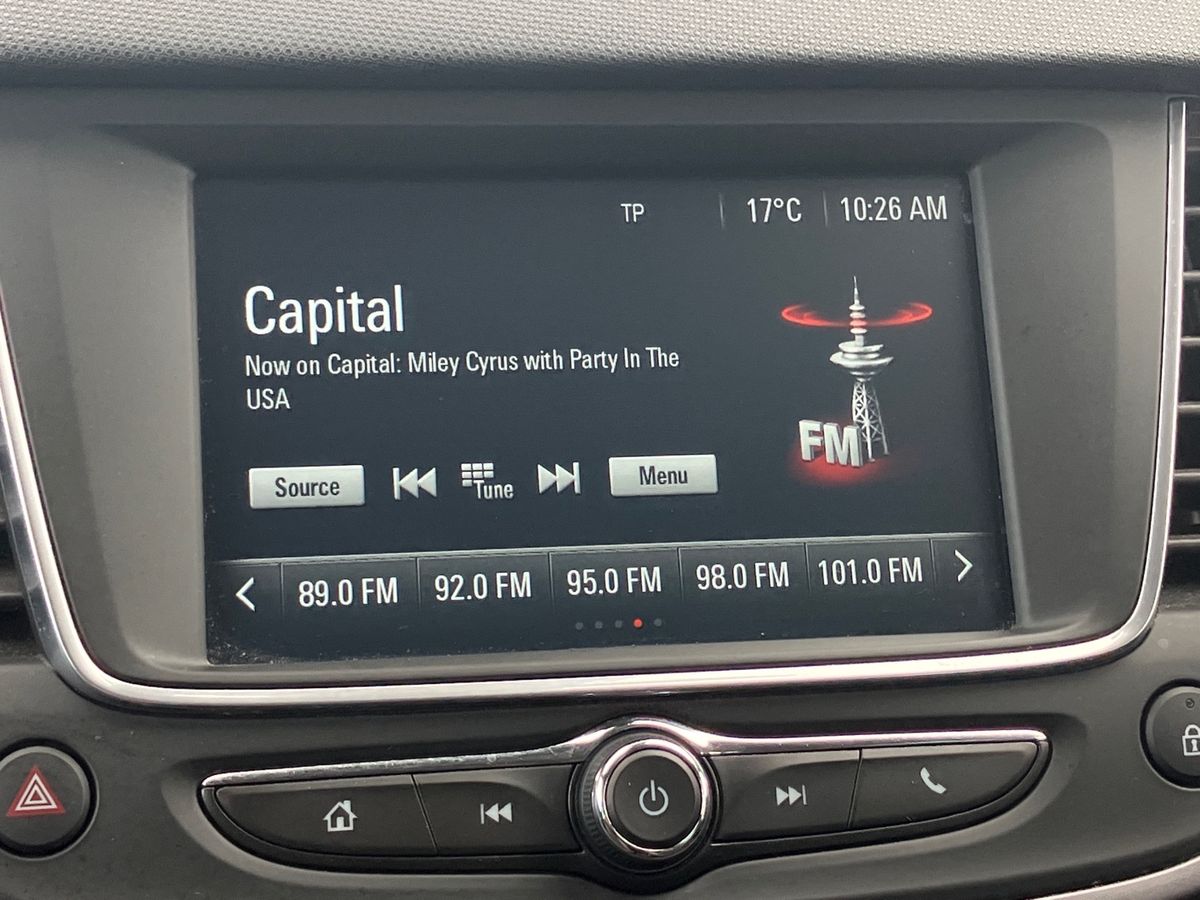 TP 17°C 10:26 AM
Capital
Now on Capital: Miley Cyrus with Party In The
USA
FM
Source Tune Menu
89.0 FM 92.0 FM 95.0 FM 98.0 FM 101.0 FM